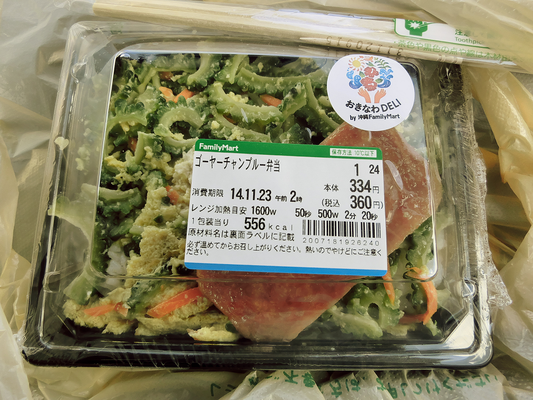 Tooth
おきなわDELI
by 沖縄FamilyMart
FamilyMart
保存方法:10℃以下
ゴーヤーチャンプルー弁当
1 24
消費期限 14.11.23 午前 2時
本体 334円
(税込) 360円
レンジ加熱目安 1600w 50秒 500w 2分 20秒
1包装当り 556kcal
原材料名は裏面ラベルに記載
2007181926240
必ず温めてからお召し上がりください。熱いのでやけどにご注意ください。